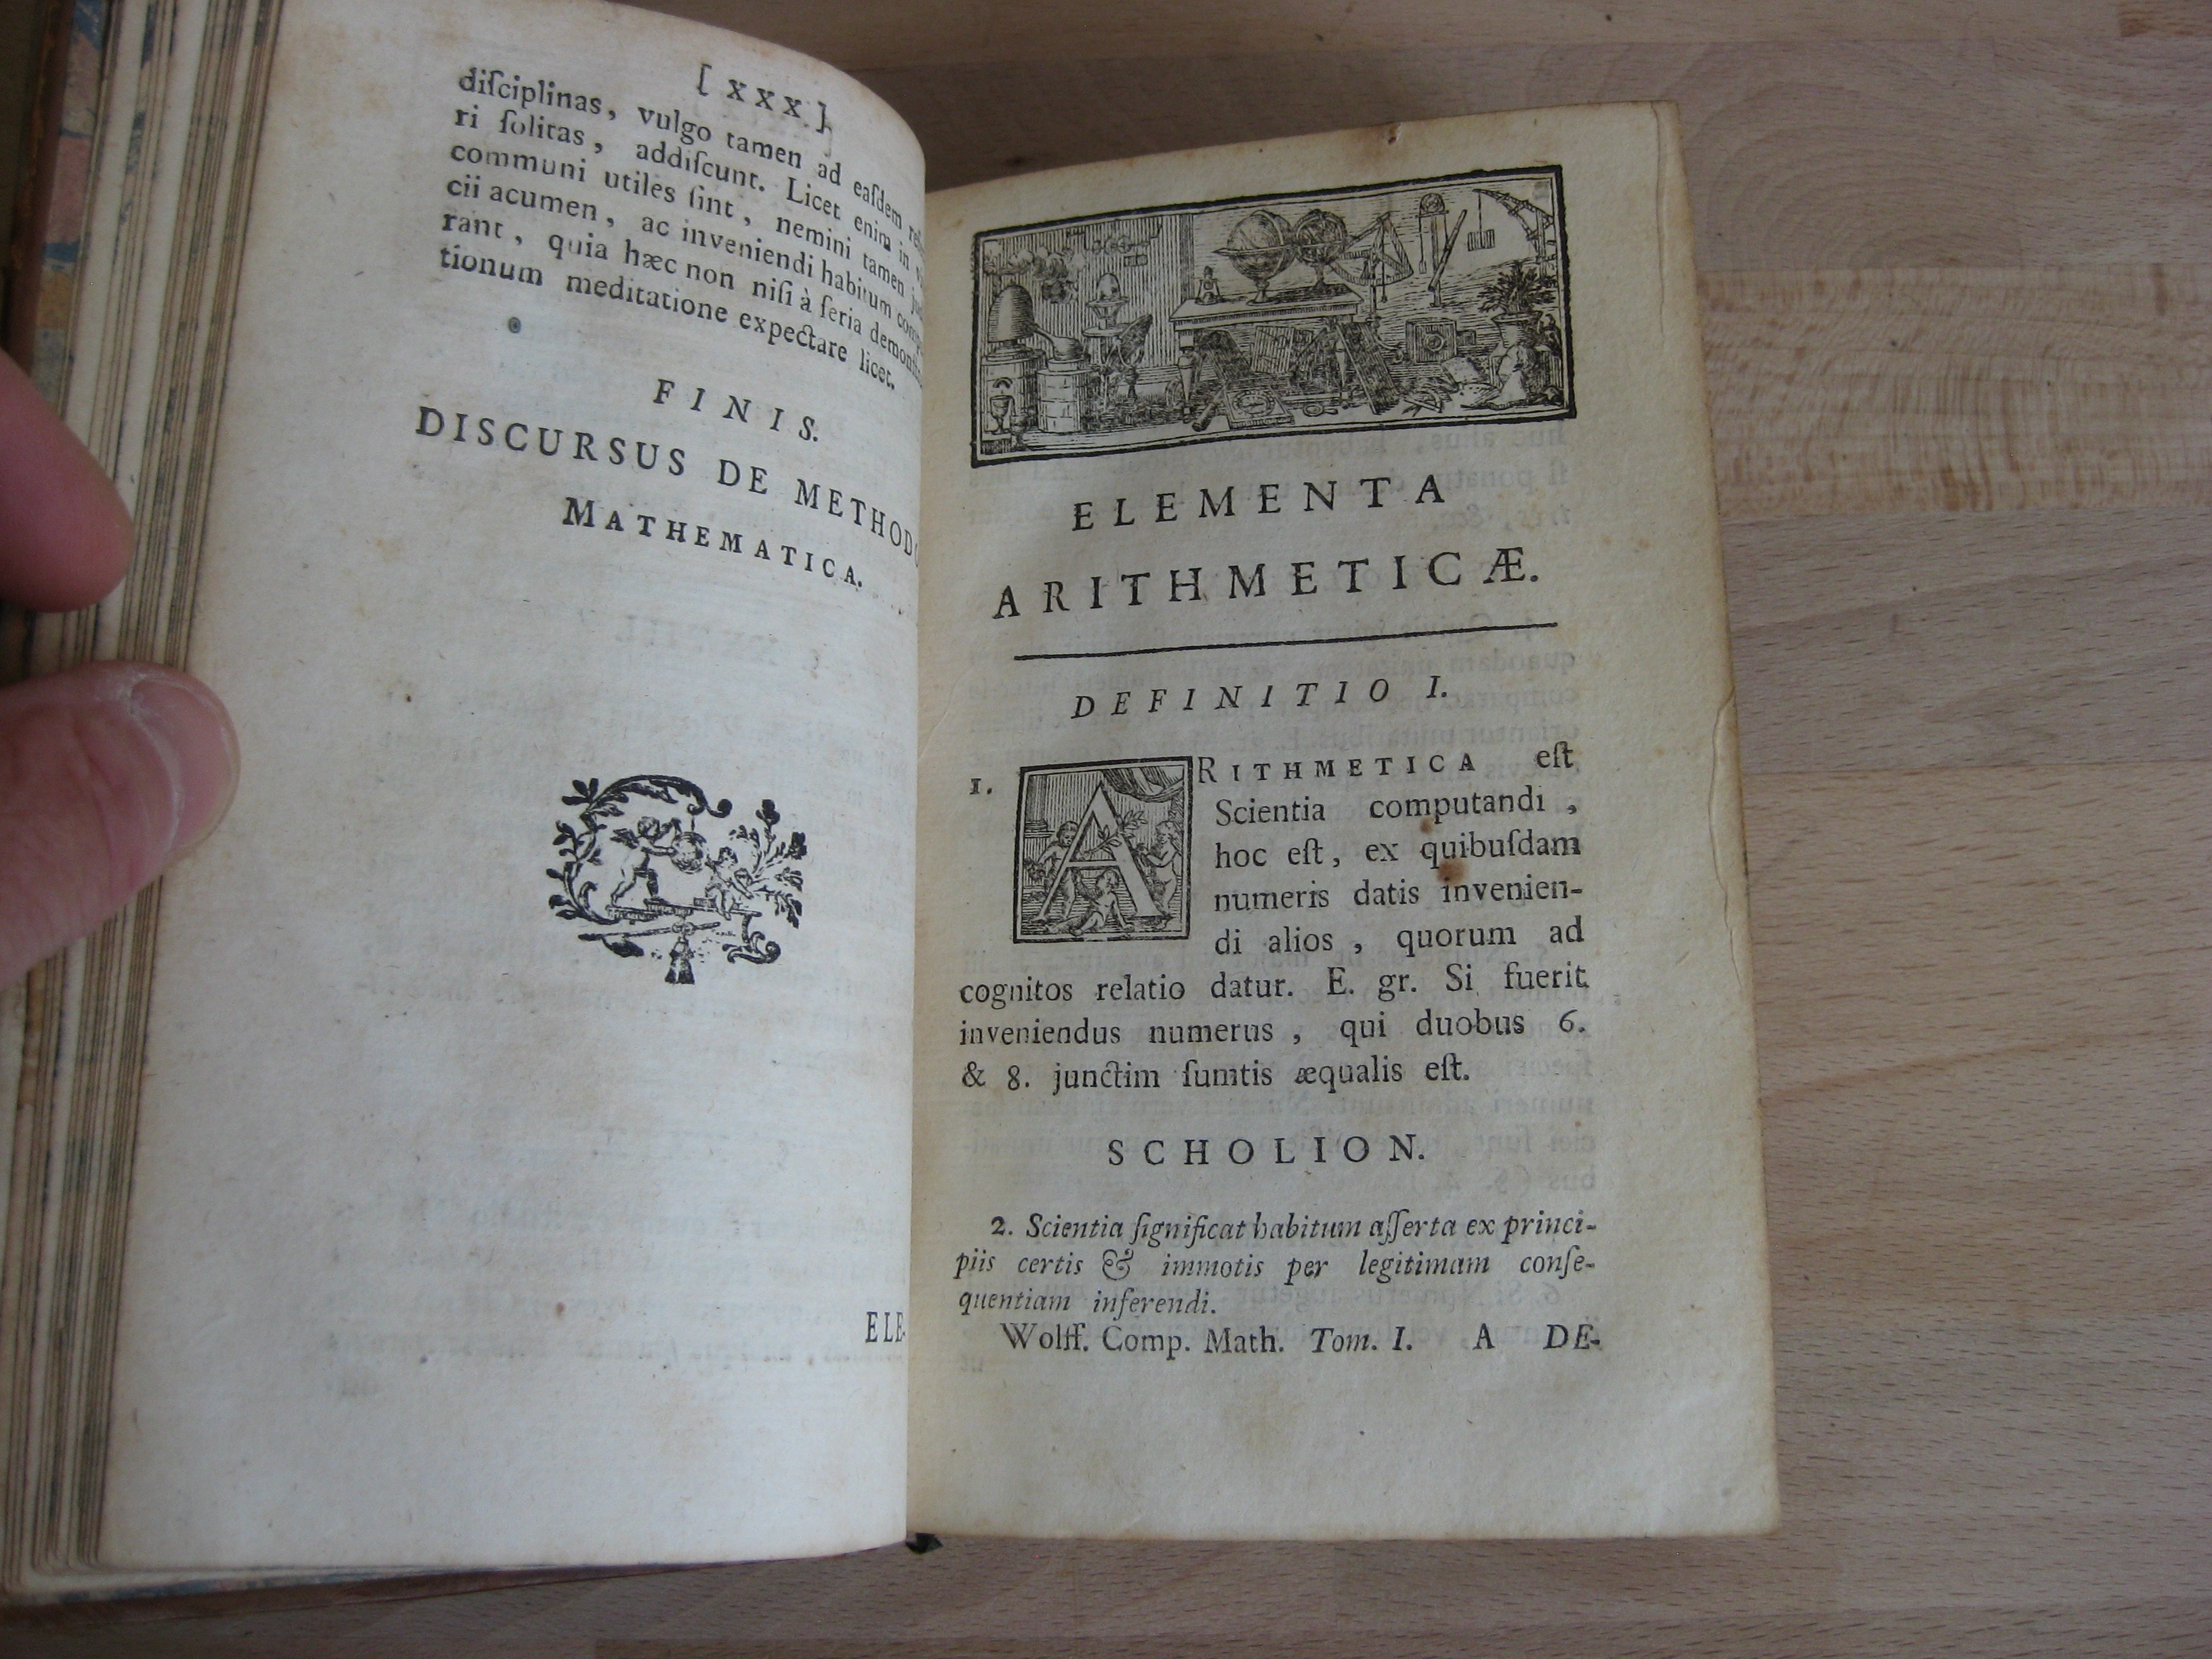 [ XXX ]
diſciplinas, vulgo tamen ad eaſdem
ri ſolitas, addiſcunt. Licet enim in
communi utiles ſint, nemini tamen
cii acumen, ac inveniendi habitum
rant, quia hæc non niſi à ſeria
tionum meditatione expectare licet.
FINIS.
DISCURSUS DE METHODO
MATHEMATICA.
ELE-
ELEMENTA
ARITHMETICÆ.
DEFINITIO I.
1. ARITHMETICA eſt
Scientia computandi,
hoc eſt, ex quibuſdam
numeris datis invenien-
di alios, quorum ad
cognitos relatio datur. E. gr. Si fuerit
inveniendus numerus, qui duobus 6.
& 8. junctim ſumtis æqualis eſt.
SCHOLION.
2. Scientia ſignificat habitum aſſerta ex princi-
piis certis & immotis per legitimam conſe-
quentiam inferendi.
Wolff. Comp. Math. Tom. I. A DE-